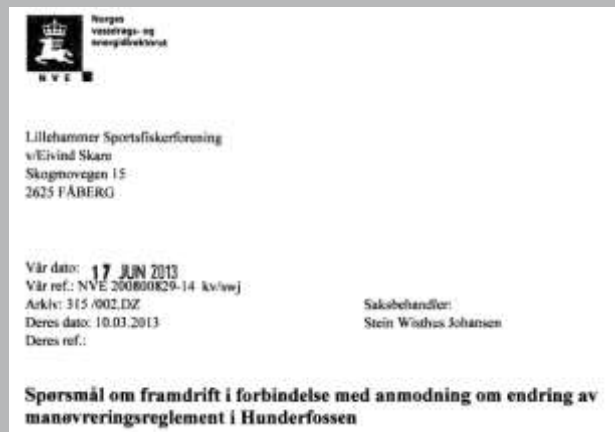 Norges
vassdrags- og
energidirektorat
NVE
Lillehammer Sportsfiskerforening
v/Eivind Skaro
Skogmovegen 15
2625 FÅBERG
Vår dato: 17 JUN 2013
Vår ref.: NVE 200800829-14 kv/swj
Arkiv: 315 /002.DZ
Saksbehandler:
Deres dato: 10.03.2013
Stein Wisthus Johansen
Deres ref.:
Spørsmål om framdrift i forbindelse med anmodning om endring av
manøvreringsreglement i Hunderfossen